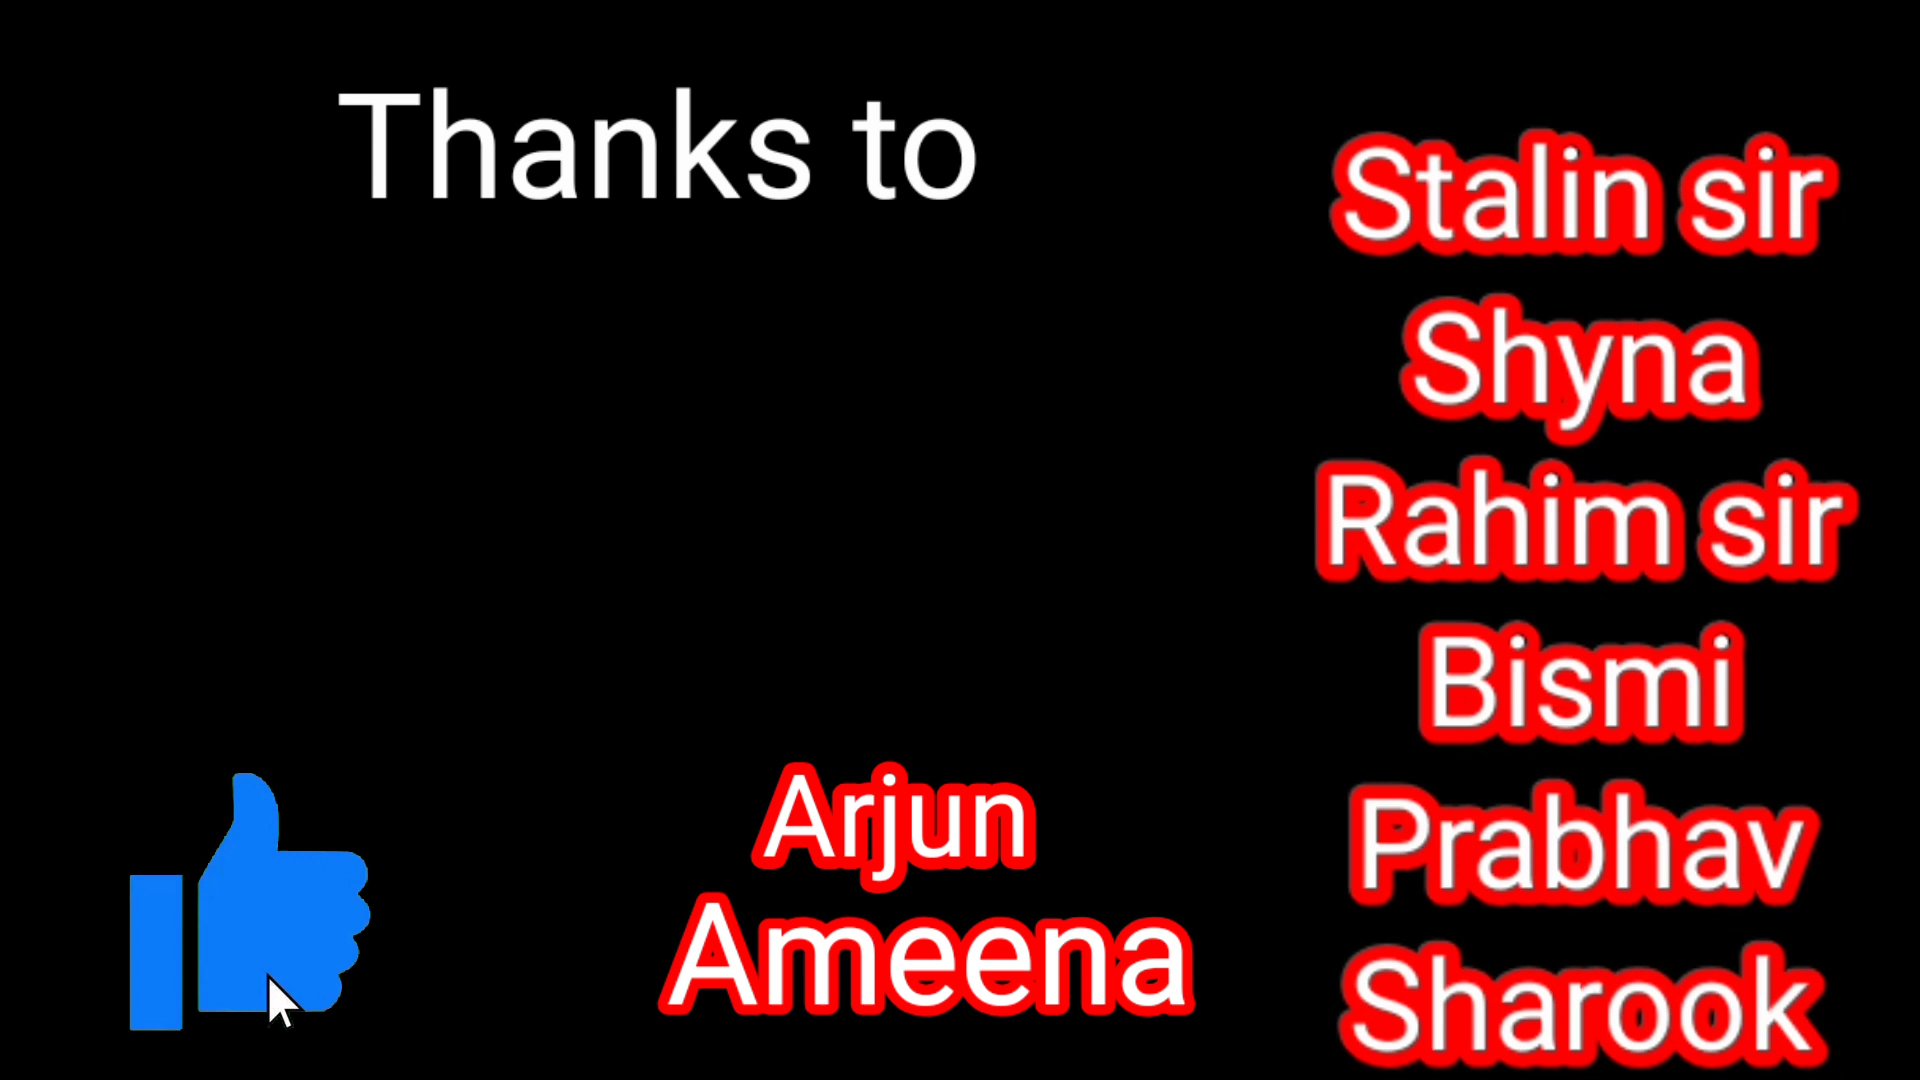 Thanks to
Stalin sir
Shyna
Rahim sir
Bismi
Prabhav
Sharook
Arjun
Ameena